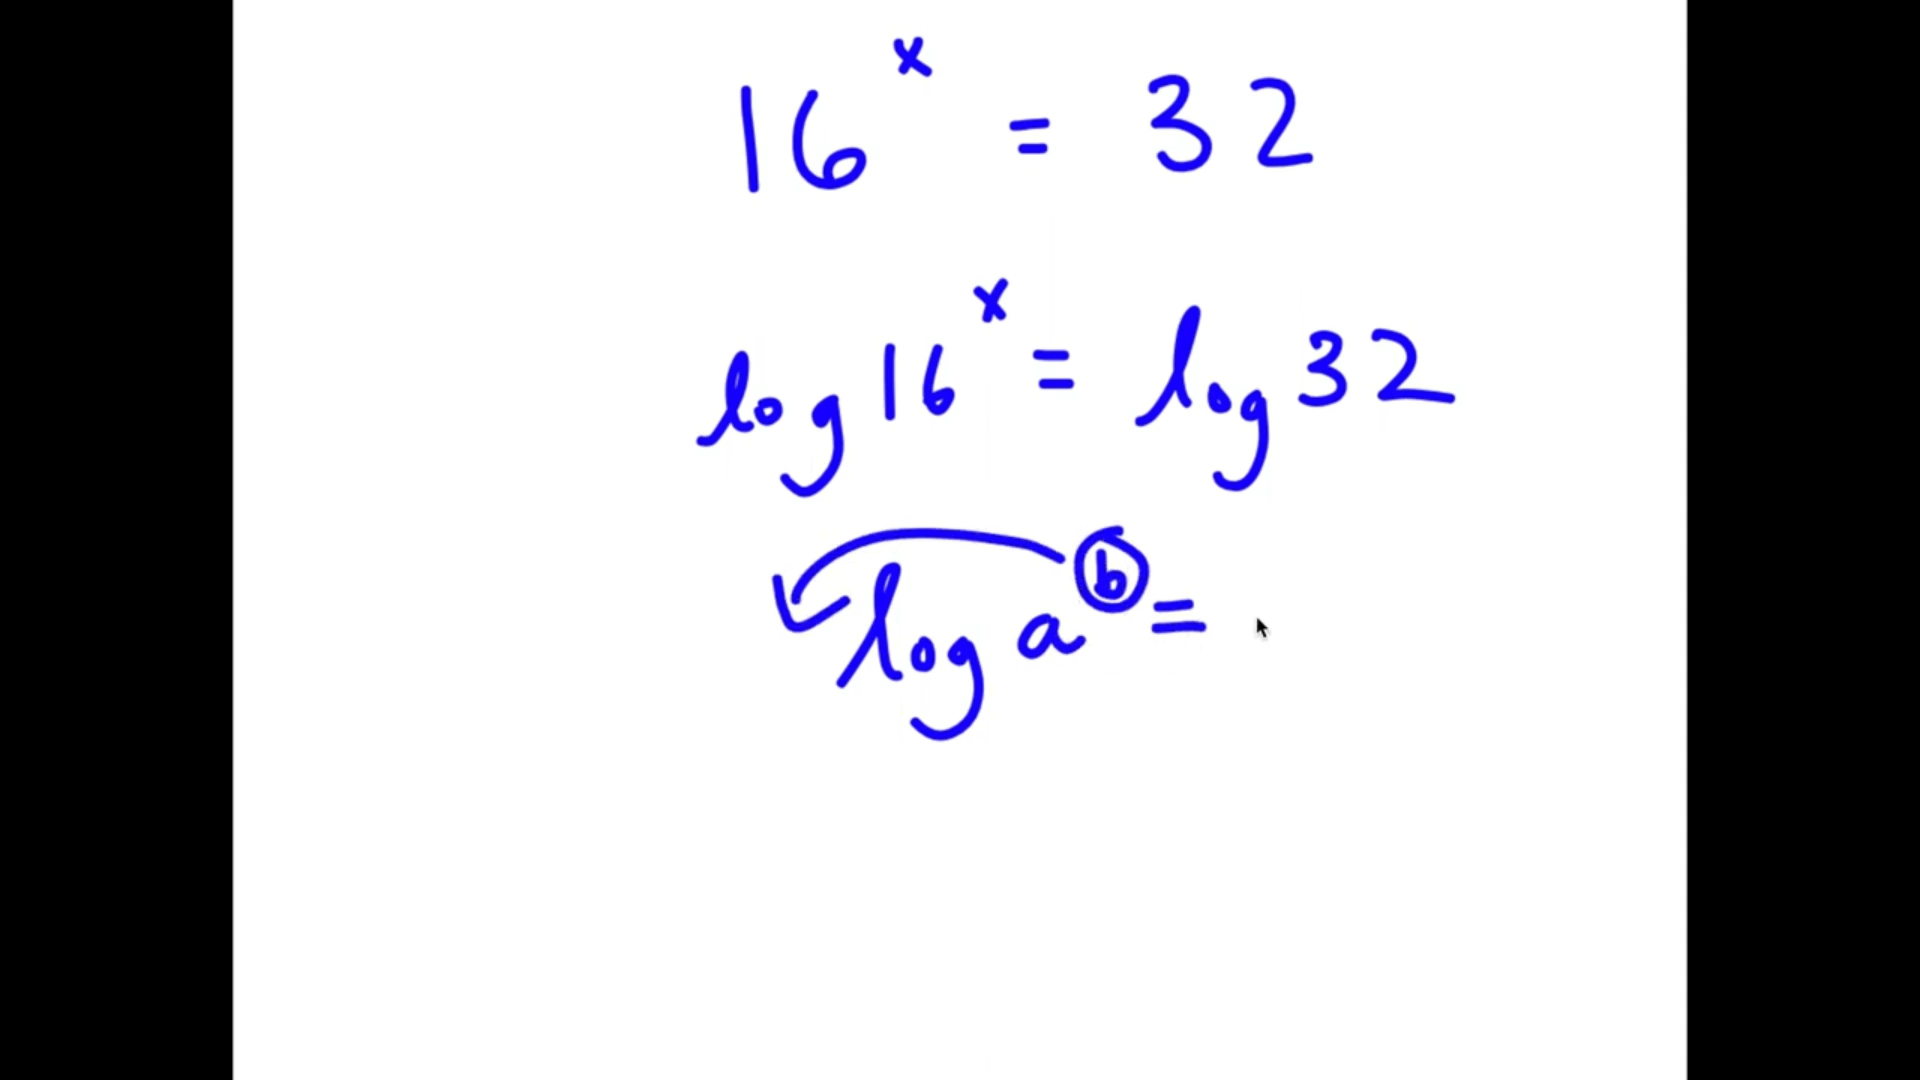 16^x = 32
log 16^x = log 32
log a^b =